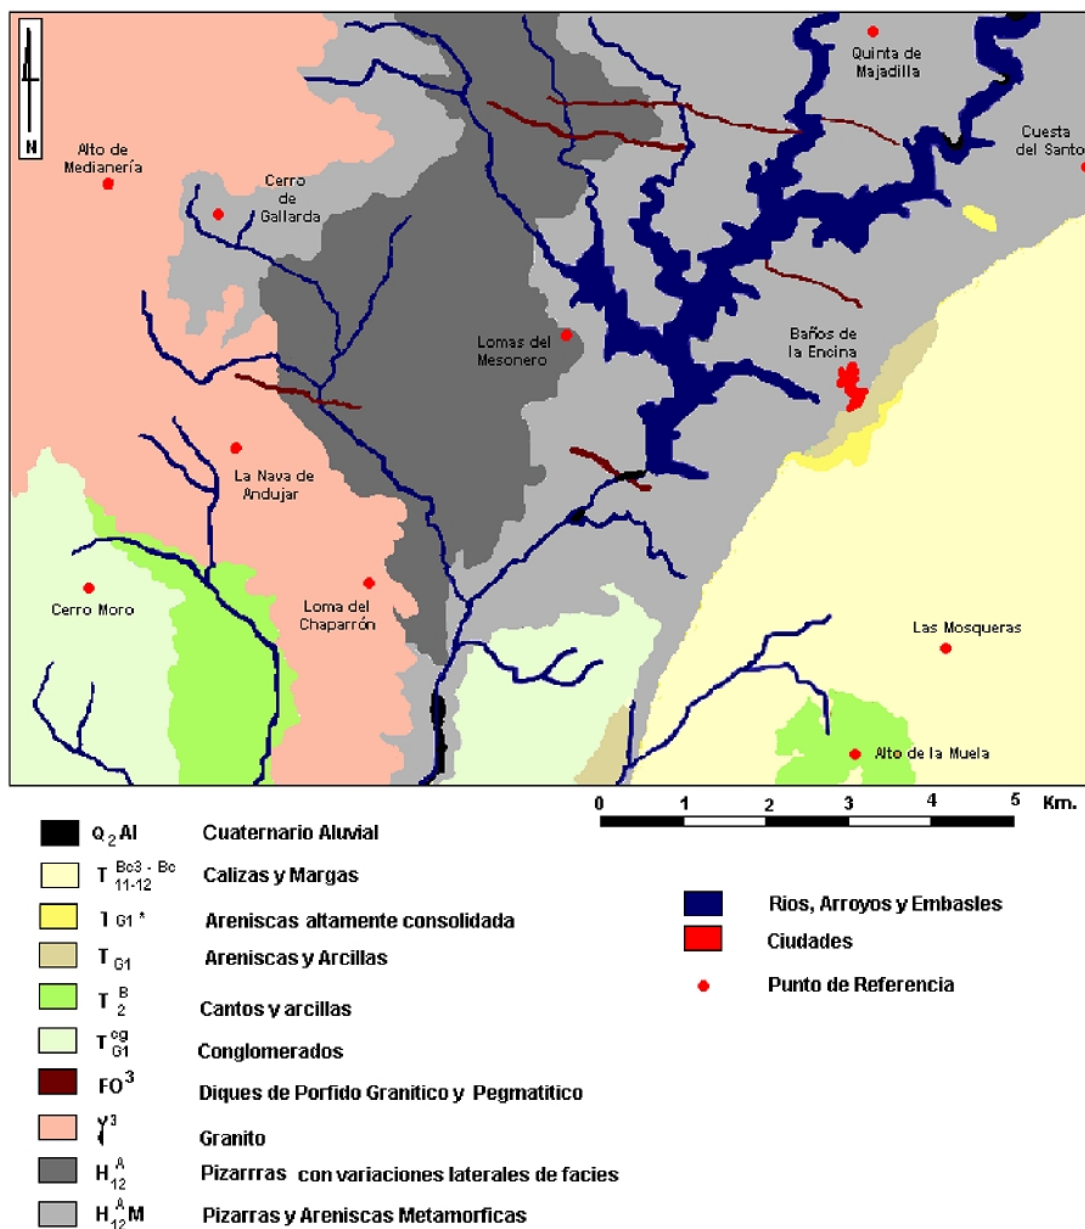 N
Quinta de
Majadilla
Cuesta
del Santo
Alto de
Medianería
Cerro
de
Gallarda
Lomas del
Mesonero
Baños de
la Encina
La Nava de
Andujar
Cerro Moro
Loma del
Chaparrón
Las Mosqueras
Alto de la Muela
0 1 2 3 4 5 Km.
Q2Al Cuaternario Aluvial
T Bc3 - Bc 11-12 Calizas y Margas
T G1 * Areniscas altamente consolidada
T G1 Areniscas y Arcillas
T B 2 Cantos y arcillas
T cg G1 Conglomerados
FO3 Diques de Porfido Granitico y Pegmatítico
γ3 Granito
H A 12 Pizarrras con variaciones laterales de facies
H A 12 M Pizarras y Areniscas Metamorficas
Rios, Arroyos y Embasles
Ciudades
Punto de Referencia